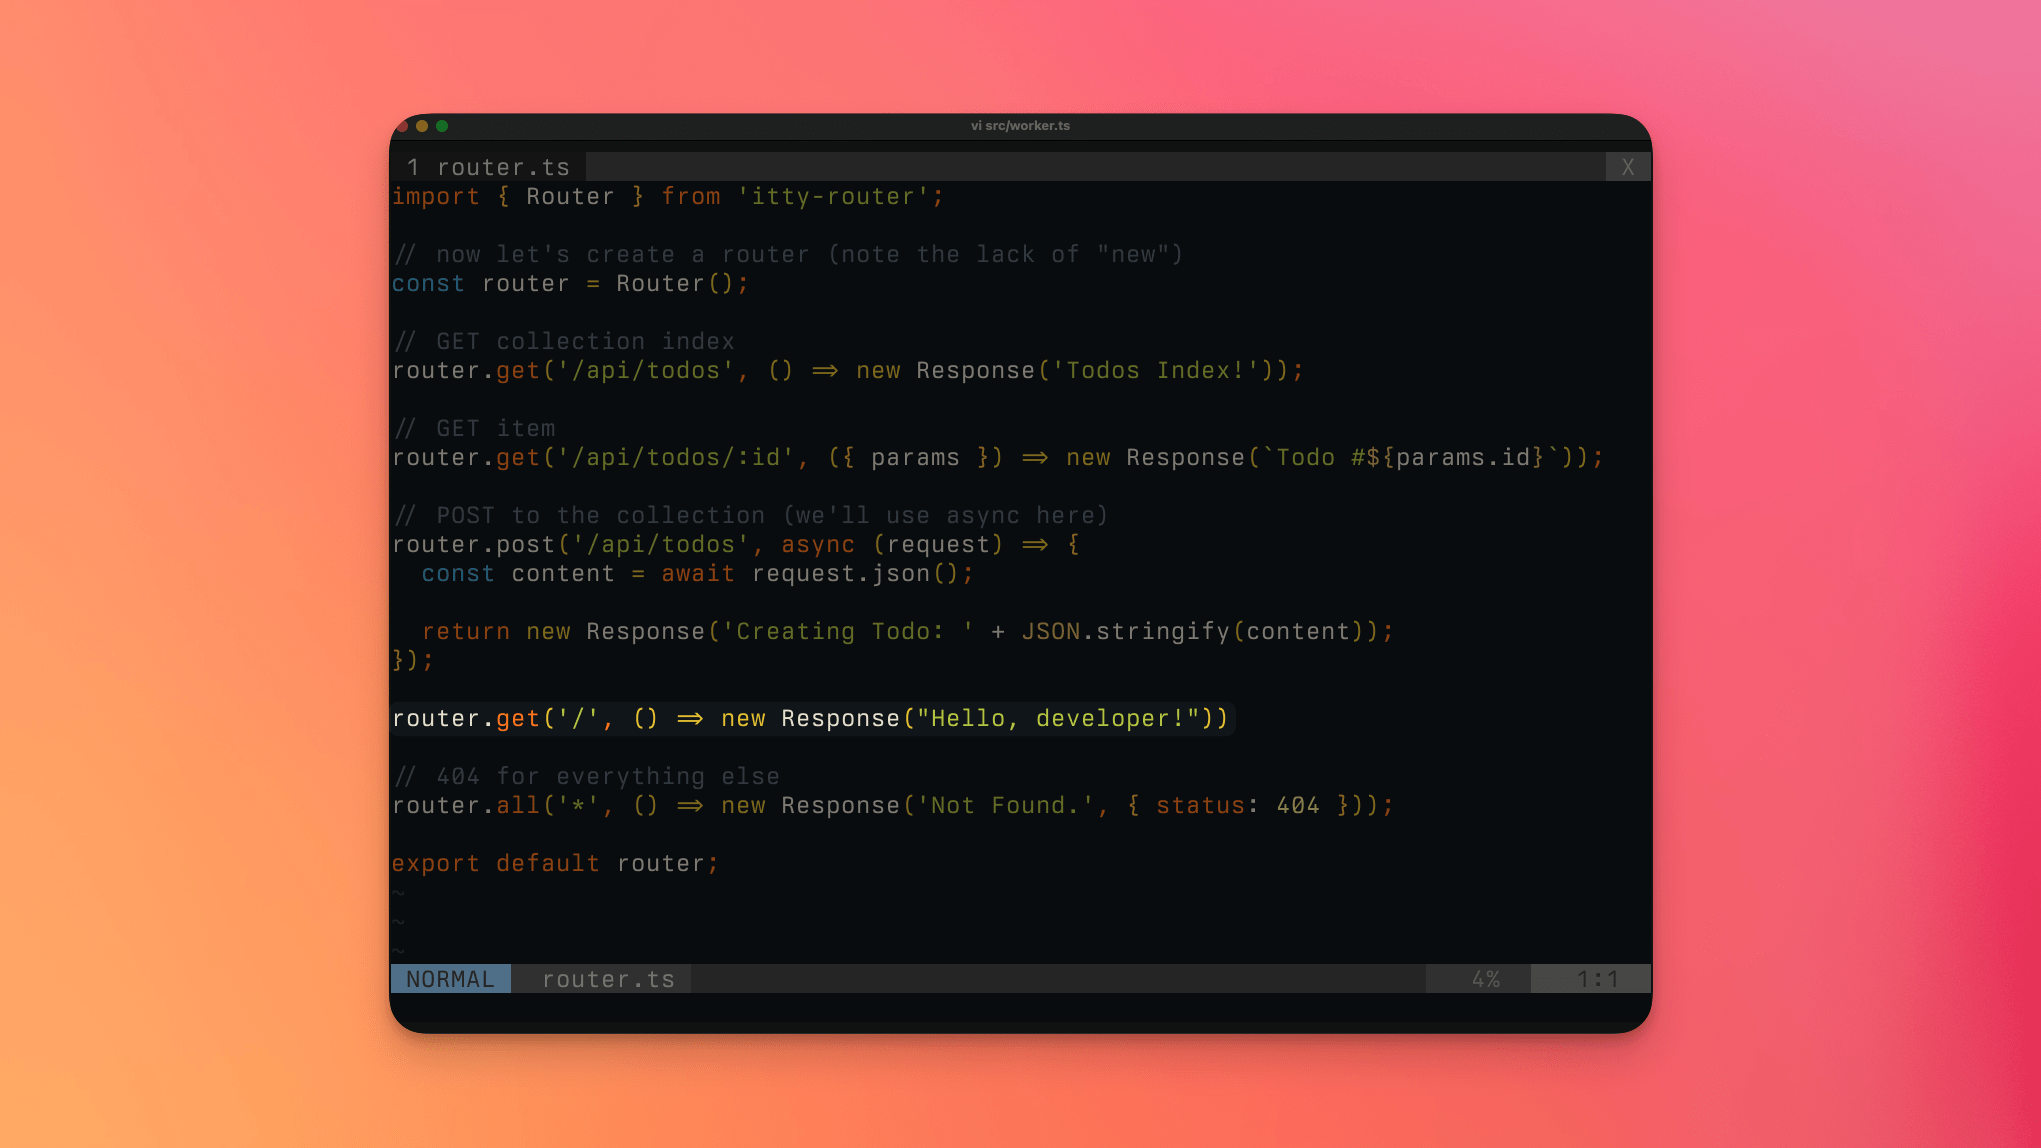 vi src/worker.ts
1 router.ts X
import { Router } from 'itty-router';
// now let's create a router (note the lack of "new")
const router = Router();
// GET collection index
router.get('/api/todos', () => new Response('Todos Index!'));
// GET item
router.get('/api/todos/:id', ({ params }) => new Response(`Todo #${params.id}`));
// POST to the collection (we'll use async here)
router.post('/api/todos', async (request) => {
  const content = await request.json();
  return new Response('Creating Todo: ' + JSON.stringify(content));
});
router.get('/', () => new Response("Hello, developer!"))
// 404 for everything else
router.all('*', () => new Response('Not Found.', { status: 404 }));
export default router;
~
~
~
NORMAL router.ts 4% 1:1